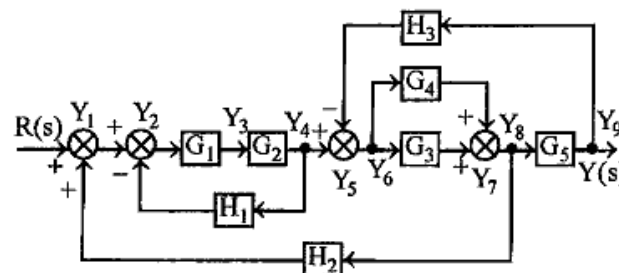 H₃
G₄
Y₁ Y₂ Y₃ Y₄ Y₈ Y₉
R(s) + G₁ G₂ + − + G₃ + G₅
+ − Y₅ Y₆ Y₇ Y(s)
+ H₁
H₂